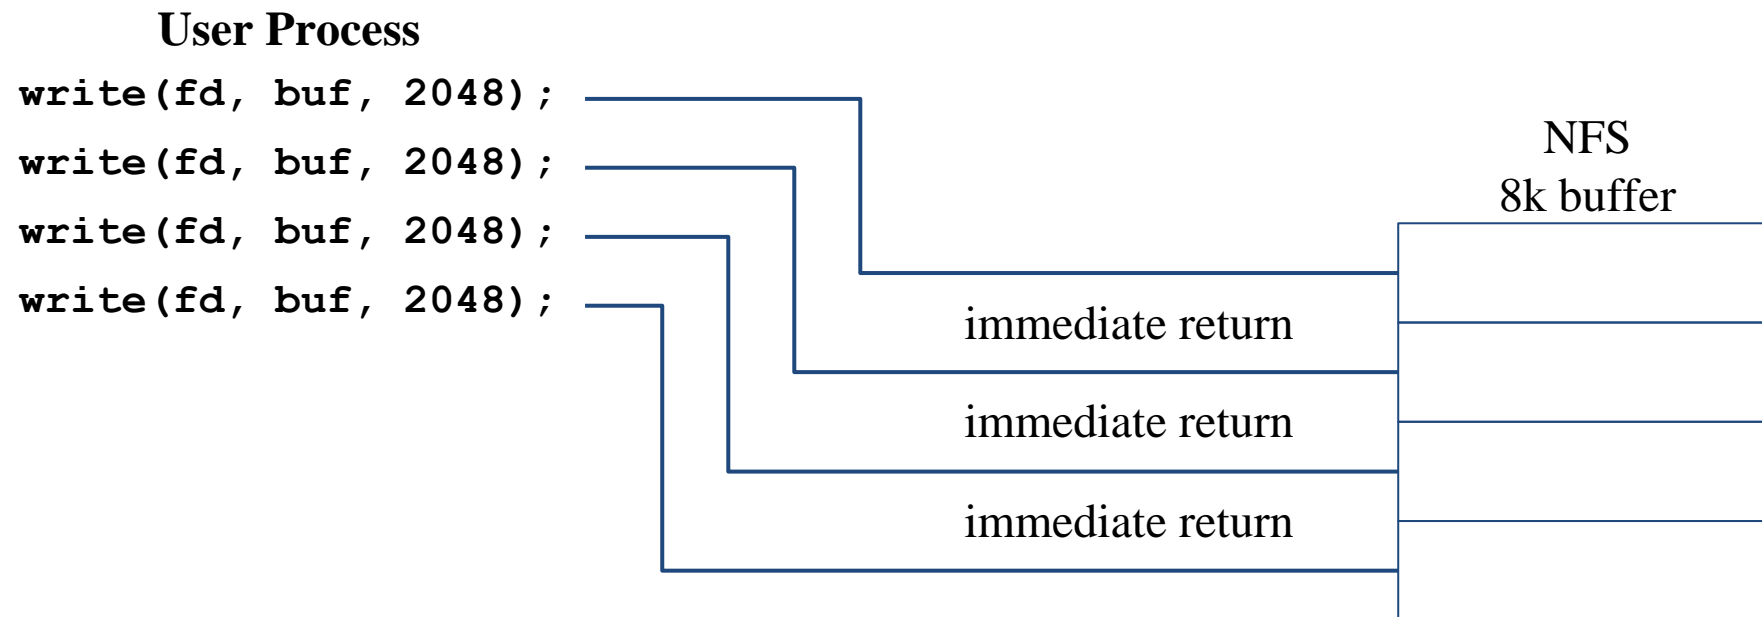 User Process
write(fd, buf, 2048);
write(fd, buf, 2048);
write(fd, buf, 2048);
write(fd, buf, 2048);
NFS
8k buffer
immediate return
immediate return
immediate return